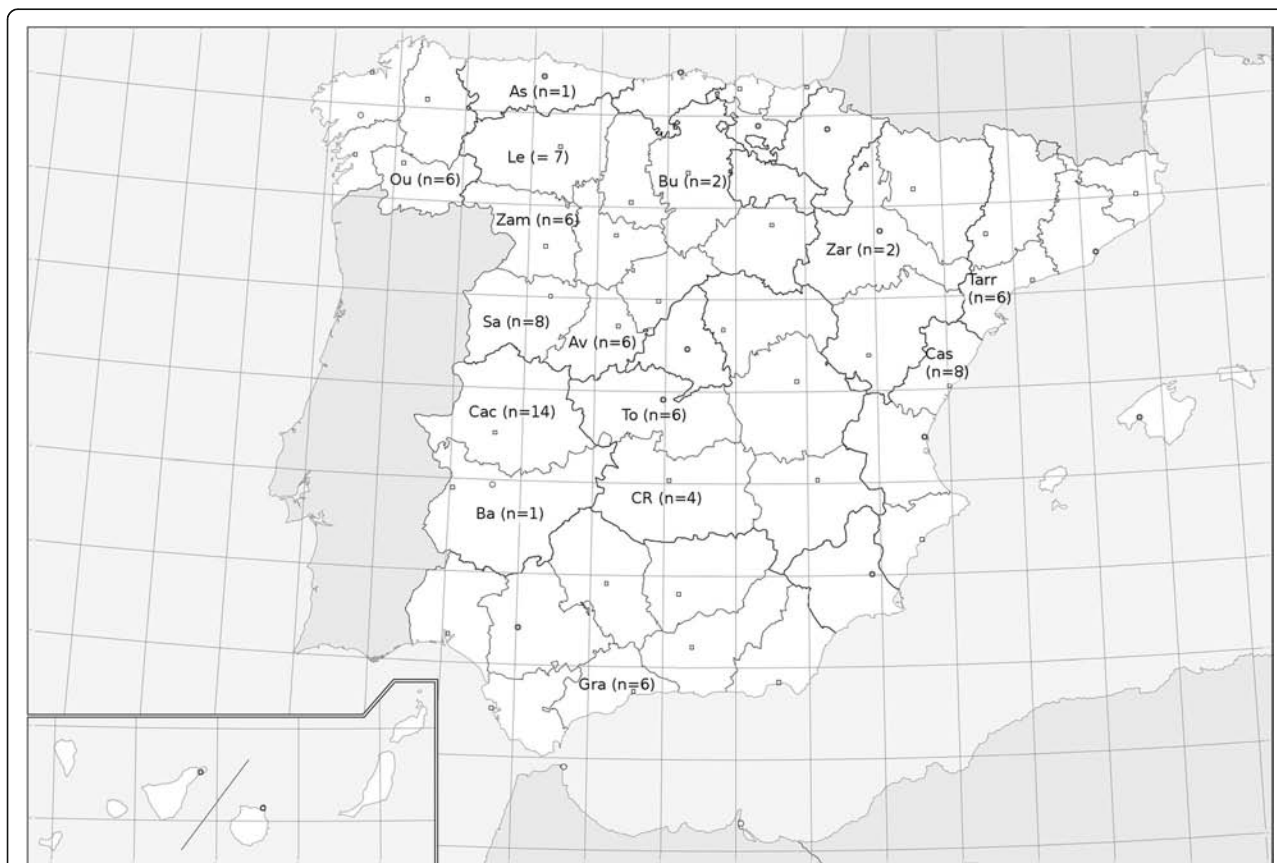 As (n=1)
Le (= 7)
Ou (n=6)
Bu (n=2)
Zam (n=6)
Zar (n=2)
Tarr
(n=6)
Sa (n=8)
Av (n=6)
Cas
(n=8)
Cac (n=14)
To (n=6)
CR (n=4)
Ba (n=1)
Gra (n=6)